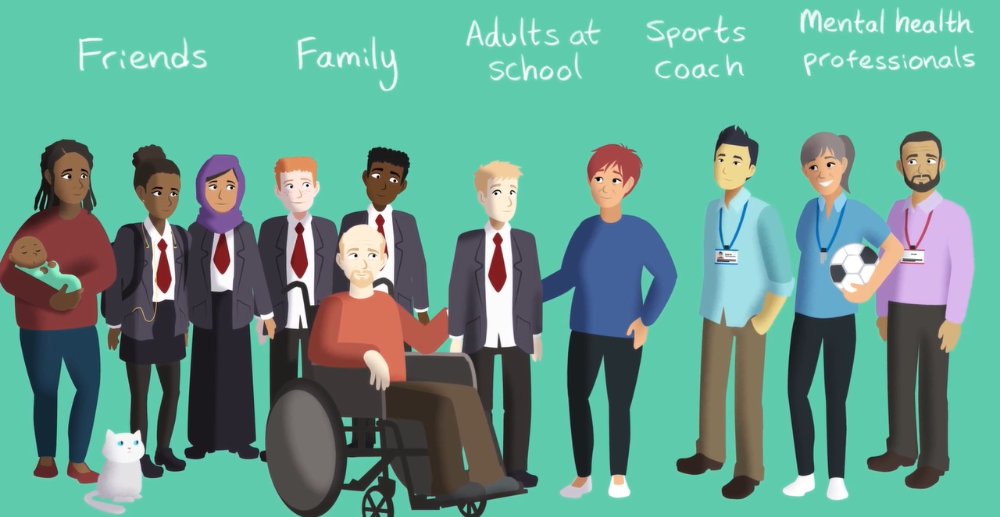 Friends
Family
Adults at
school
Sports
coach
Mental health
professionals